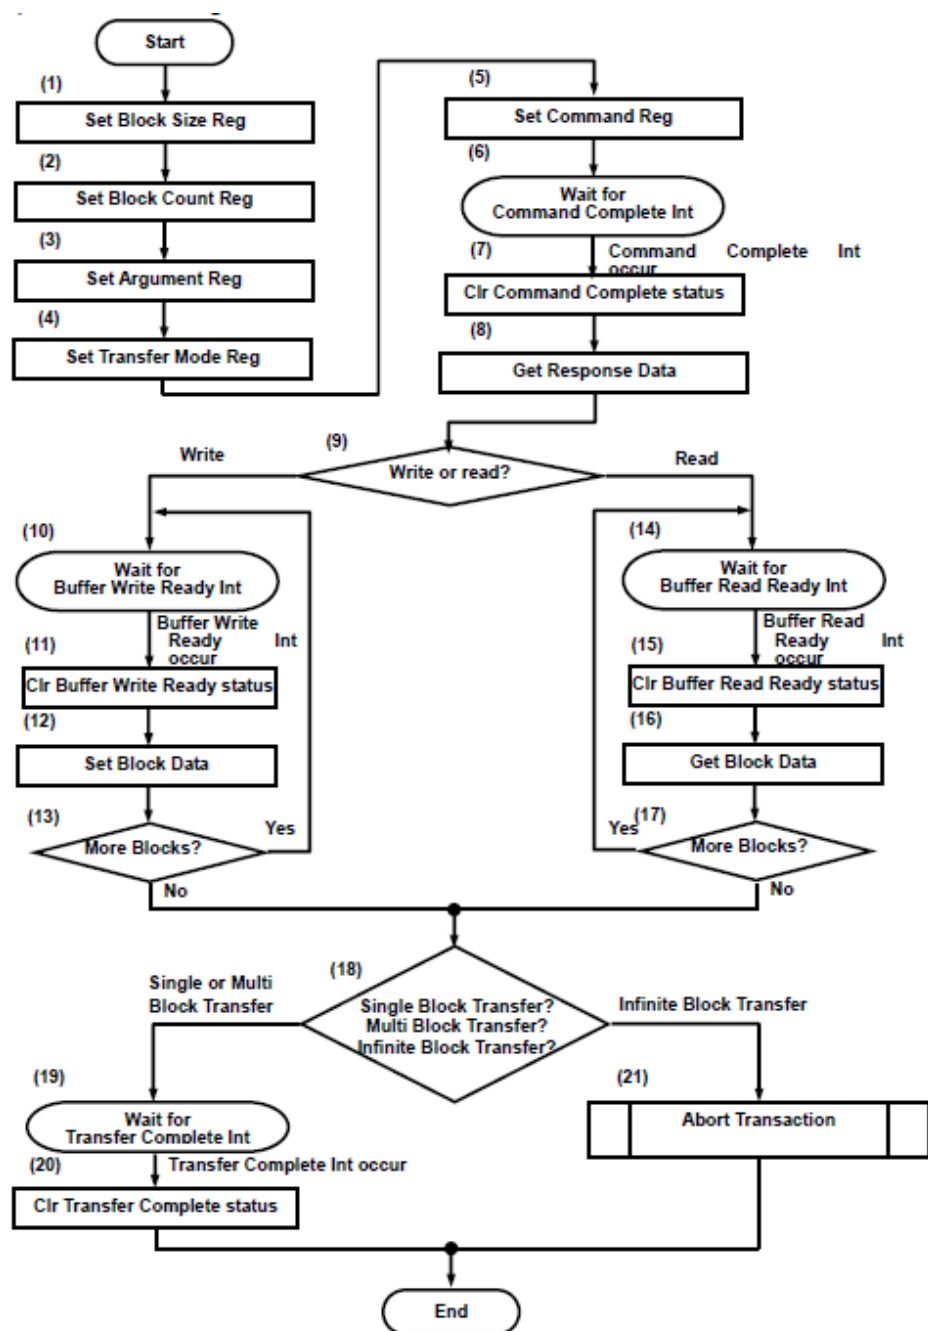 Start
(1)
Set Block Size Reg
(2)
Set Block Count Reg
(3)
Set Argument Reg
(4)
Set Transfer Mode Reg
(5)
Set Command Reg
(6)
Wait for
Command Complete Int
(7)
Command Complete Int
occur
Clr Command Complete status
(8)
Get Response Data
(9)
Write or read?
Write
Read
(10)
Wait for
Buffer Write Ready Int
Buffer Write
Ready Int
occur
(11)
Clr Buffer Write Ready status
(12)
Set Block Data
(13)
More Blocks?
Yes
No
(14)
Wait for
Buffer Read Ready Int
Buffer Read
Ready Int
occur
(15)
Clr Buffer Read Ready status
(16)
Get Block Data
(17)
More Blocks?
Yes
No
(18)
Single Block Transfer?
Multi Block Transfer?
Infinite Block Transfer?
Single or Multi
Block Transfer
Infinite Block Transfer
(19)
Wait for
Transfer Complete Int
(20)
Transfer Complete Int occur
Clr Transfer Complete status
(21)
Abort Transaction
End